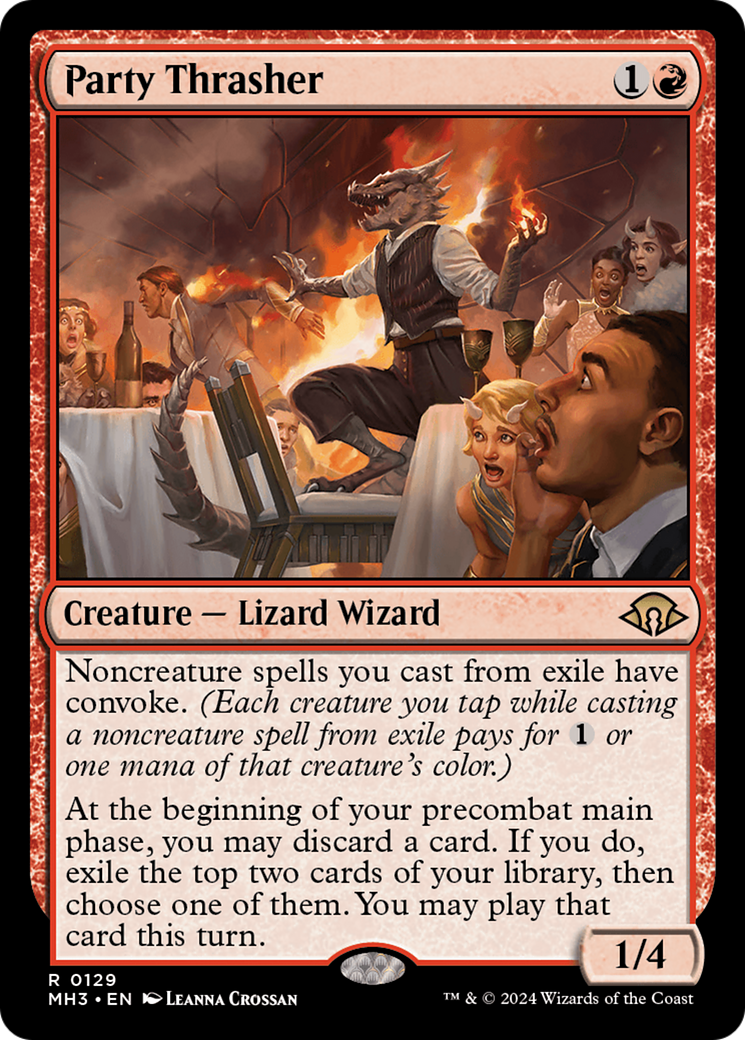 Party Thrasher 1
Creature — Lizard Wizard
Noncreature spells you cast from exile have
convoke. (Each creature you tap while casting
a noncreature spell from exile pays for 1 or
one mana of that creature's color.)
At the beginning of your precombat main
phase, you may discard a card. If you do,
exile the top two cards of your library, then
choose one of them. You may play that
card this turn.
1/4
R 0129
MH3 • EN Leanna Crossan
™ & © 2024 Wizards of the Coast